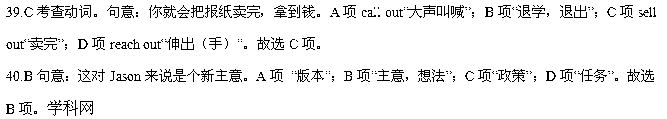 39.C 考查动词。句意：你就会把报纸卖完，拿到钱。A 项 call out“大声叫喊”；B 项“退学，退出”；C 项 sell
out“卖完”；D 项 reach out“伸出（手）”。故选 C 项。
40.B 句意：这对 Jason 来说是个新主意。A 项 “版本”；B 项“主意，想法”；C 项“政策”；D 项“任务”。故选
B 项。学科网